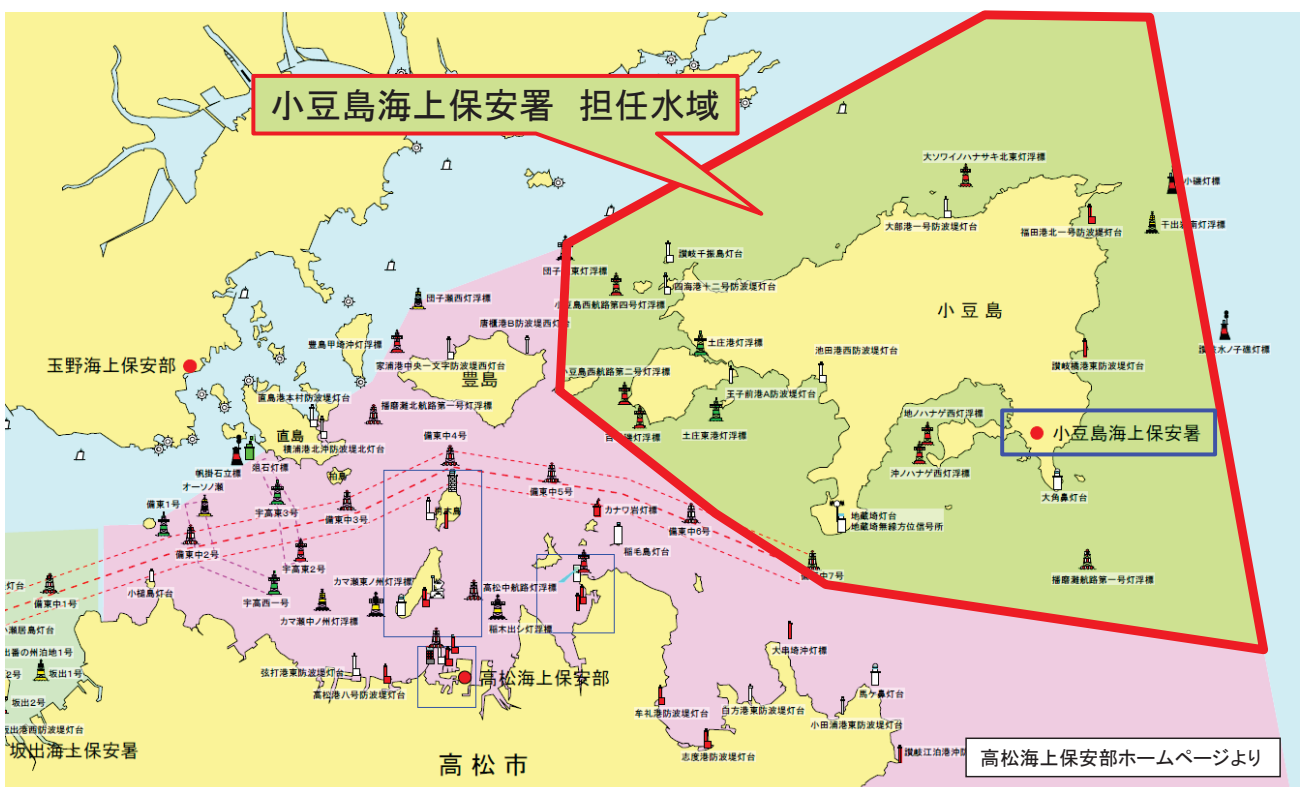 小豆島海上保安署 担任水域
大ソワイノハナサキ北東灯浮標
小磯灯標
大部港一号防波堤灯台
福田港北一号防波堤灯台
讃岐千振島灯台
四海港十二号防波堤灯台
小豆島西航路第四号灯浮標
団子瀬西灯浮標
唐櫃港B防波堤西灯台
小豆島
土庄港灯浮標
池田港西防波堤灯台
讃岐橘港東防波堤灯台
豊島甲埼沖灯浮標
家浦港中央一文字防波堤西灯台
豊島
玉野海上保安部
小豆島西航路第二号灯浮標
王子前港A防波堤灯台
直島港本村防波堤灯台
播磨灘北航路第一号灯浮標
土庄東港灯浮標
地ノハナゲ西灯浮標
小豆島海上保安署
沖ノハナゲ西灯浮標
直島
積浦港北沖防波堤北灯台
備東中4号
柏島
俎石灯標
帆掛石立標
オーソノ瀬
備東中5号
大角鼻灯台
備東1号
宇高東3号
備東中3号
カナワ岩灯標
備東中6号
地蔵埼灯台
地蔵埼無線方位信号所
備東中2号
宇高東2号
稲毛島灯台
播磨灘航路第一号灯浮標
備東中1号
小槌島灯台
宇高西一号
カマ瀬東ノ州灯浮標
高松中航路灯浮標
カマ瀬中ノ州灯浮標
稲木出シ灯浮標
坂出1号
坂出2号
弦打港東防波堤灯台
高松港八号防波堤灯台
高松海上保安部
大串埼沖灯標
馬ケ鼻灯台
牟礼港防波堤灯台
白方港東防波堤灯台
小田浦港東防波堤灯台
志度港防波堤灯台
坂出海上保安署
高松市
高松海上保安部ホームページより